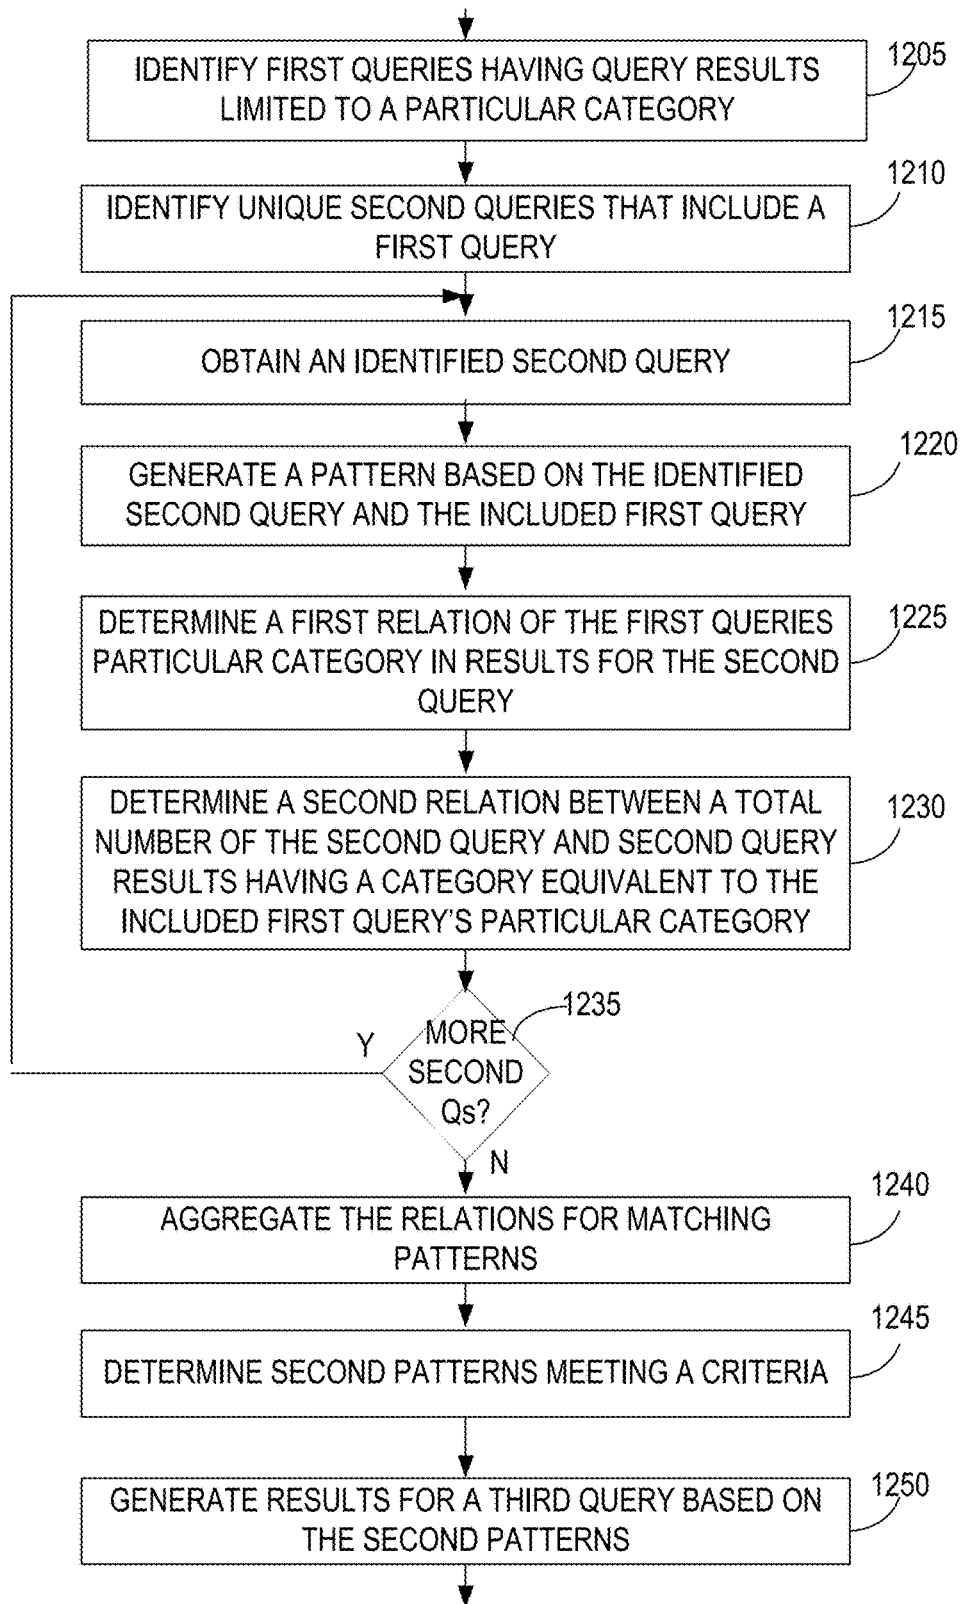 1205
IDENTIFY FIRST QUERIES HAVING QUERY RESULTS
LIMITED TO A PARTICULAR CATEGORY
1210
IDENTIFY UNIQUE SECOND QUERIES THAT INCLUDE A
FIRST QUERY
1215
OBTAIN AN IDENTIFIED SECOND QUERY
1220
GENERATE A PATTERN BASED ON THE IDENTIFIED
SECOND QUERY AND THE INCLUDED FIRST QUERY
1225
DETERMINE A FIRST RELATION OF THE FIRST QUERIES
PARTICULAR CATEGORY IN RESULTS FOR THE SECOND
QUERY
1230
DETERMINE A SECOND RELATION BETWEEN A TOTAL
NUMBER OF THE SECOND QUERY AND SECOND QUERY
RESULTS HAVING A CATEGORY EQUIVALENT TO THE
INCLUDED FIRST QUERY'S PARTICULAR CATEGORY
1235
Y
MORE
SECOND
Qs?
N
1240
AGGREGATE THE RELATIONS FOR MATCHING
PATTERNS
1245
DETERMINE SECOND PATTERNS MEETING A CRITERIA
1250
GENERATE RESULTS FOR A THIRD QUERY BASED ON
THE SECOND PATTERNS